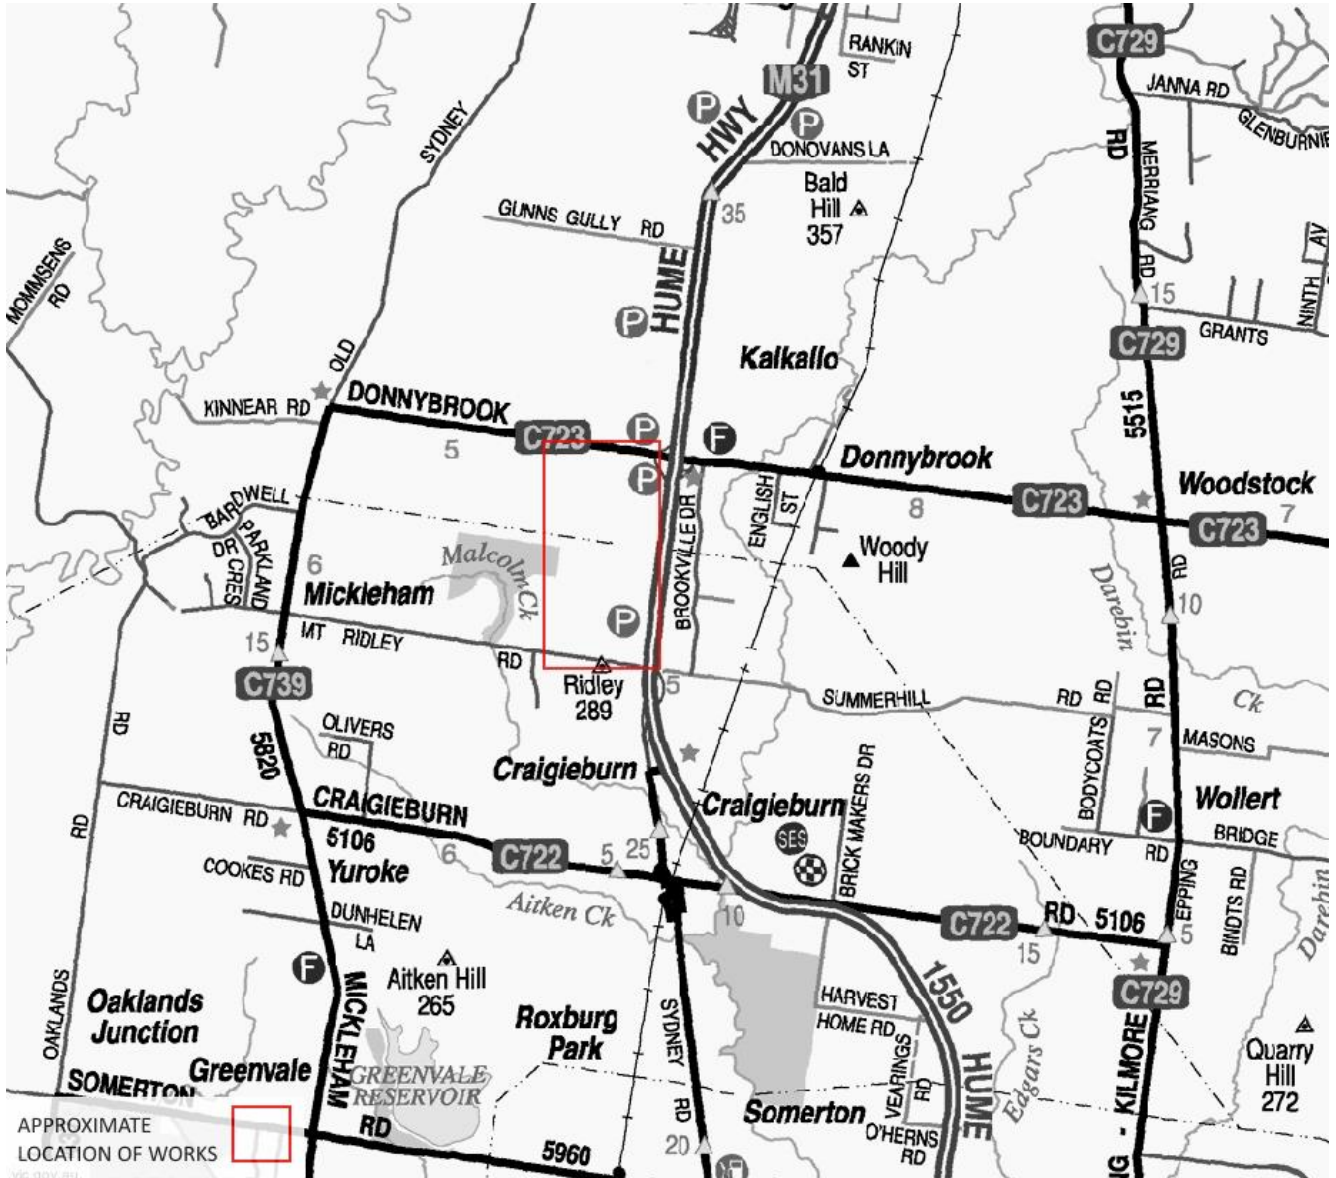 C729
RANKIN
ST
M31
JANNA RD
GLENBURNIE
SYDNEY
P
P
HWY
RD
MERRIANG
RD
DONOVANS LA
Bald
Hill
357
35
GUNNS GULLY RD
HUME
P
MOMMSENS
RD
NINTH AV
15
GRANTS
C729
Kalkallo
OLD
KINNEAR RD
DONNYBROOK
C723
5
P
P
F
5515
Donnybrook
Woodstock
C723
8
C723
7
ENGLISH
ST
BROOKVILLE DR
BARDWELL
DR
PARKLAND
CRES
6
Malcolm Ck
Woody
Hill
Darebin
Ck
RD
10
Mickleham
P
MT RIDLEY
RD
15
C739
Ridley
289
5
SUMMERHILL
RD
RD
BODYCOATS
RD
7
MASONS
RD
5820
OLIVERS
RD
Craigieburn
Craigieburn
BRICK MAKERS DR
SES
F
Wollert
CRAIGIEBURN RD
CRAIGIEBURN
5106
6
C722
5
25
BOUNDARY
RD
BRIDGE
RD
COOKES RD
Yuroke
DUNHELEN
LA
Aitken Ck
10
C722
RD
5106
15
5
EPPING
BINDTS RD
Darebin
F
Aitken Hill
265
1550
C729
OAKLANDS
Oaklands
Junction
MICKLEHAM
Roxburg
Park
SYDNEY
RD
HARVEST
HOME RD
VEARINGS
RD
HUME
Edgars Ck
KILMORE
Quarry
Hill
272
Greenvale
GREENVALE
RESERVOIR
SOMERTON
RD
Somerton
O'HERNS
RD
5960
20
APPROXIMATE
LOCATION OF WORKS
vic.gov.au